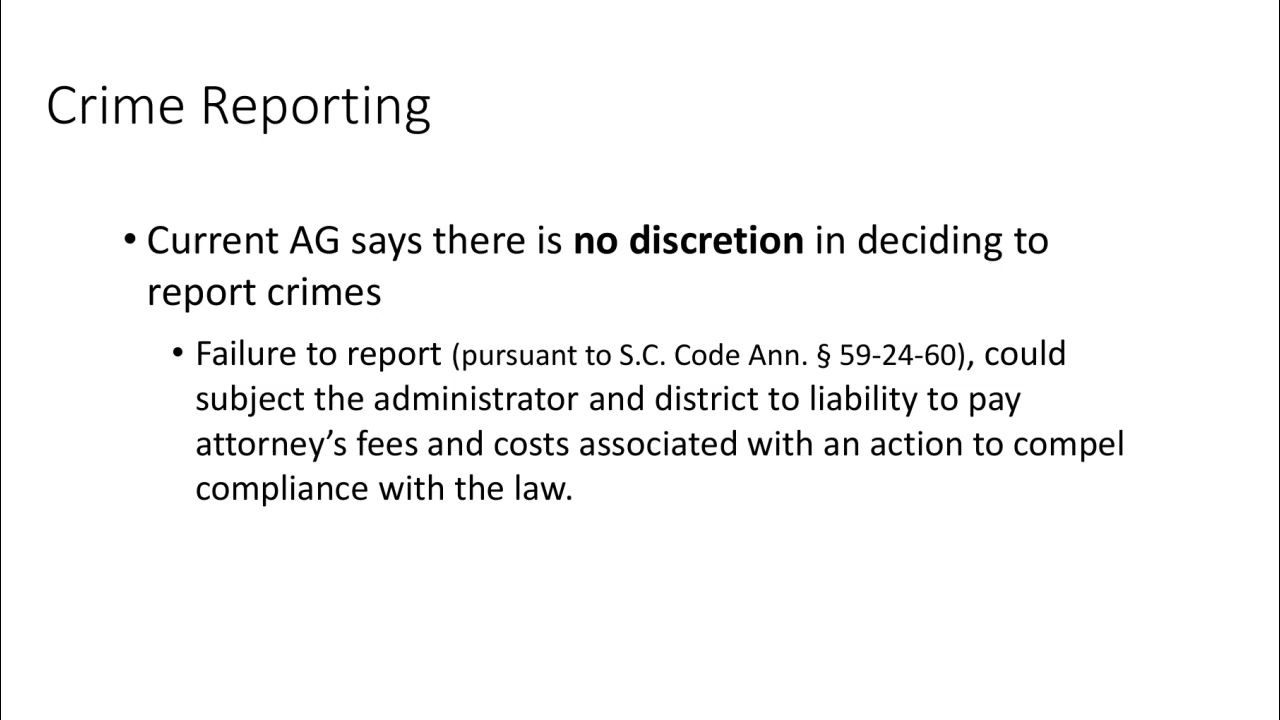 Crime Reporting
• Current AG says there is no discretion in deciding to
report crimes
• Failure to report (pursuant to S.C. Code Ann. § 59-24-60), could
subject the administrator and district to liability to pay
attorney’s fees and costs associated with an action to compel
compliance with the law.